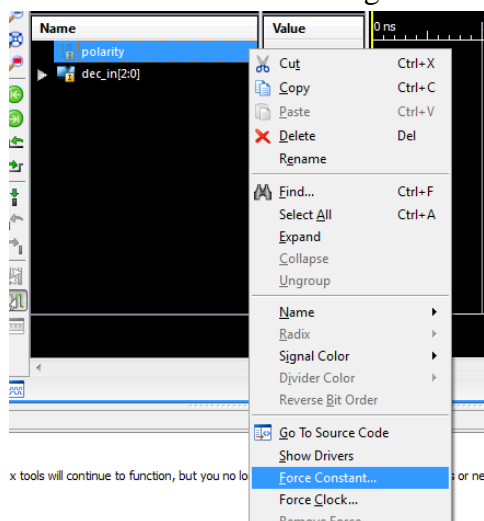 Name
Value
0 ns
polarity
dec_in[2:0]
Cut Ctrl+X
Copy Ctrl+C
Paste Ctrl+V
Delete Del
Rename
Find... Ctrl+F
Select All Ctrl+A
Expand
Collapse
Ungroup
Name
Radix
Signal Color
Divider Color
Reverse Bit Order
Go To Source Code
Show Drivers
x tools will continue to function, but you no lo
Force Constant...
s or ne
Force Clock...
Remove Force